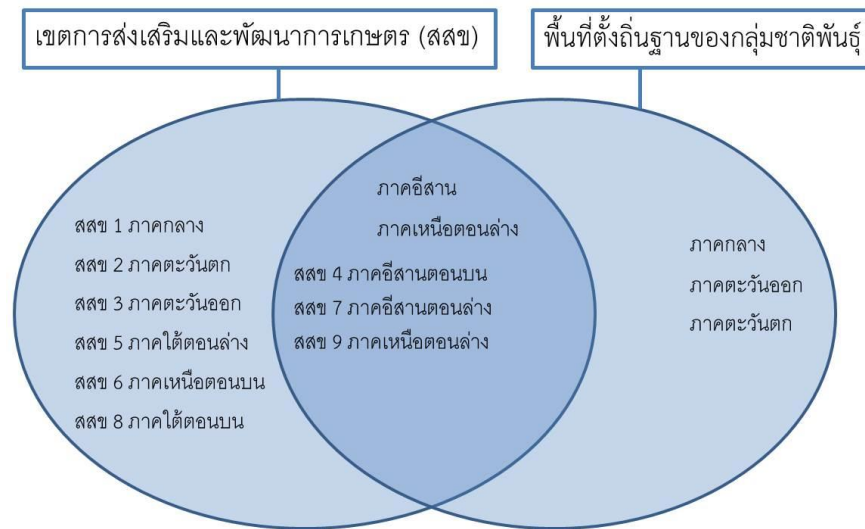 เขตการส่งเสริมและพัฒนาการเกษตร (สสข)
พื้นที่ตั้งถิ่นฐานของกลุ่มชาติพันธุ์
สสข 1 ภาคกลาง
สสข 2 ภาคตะวันตก
สสข 3 ภาคตะวันออก
สสข 5 ภาคใต้ตอนล่าง
สสข 6 ภาคเหนือตอนบน
สสข 8 ภาคใต้ตอนบน
ภาคอีสาน
ภาคเหนือตอนล่าง
สสข 4 ภาคอีสานตอนบน
สสข 7 ภาคอีสานตอนล่าง
สสข 9 ภาคเหนือตอนล่าง
ภาคกลาง
ภาคตะวันออก
ภาคตะวันตก